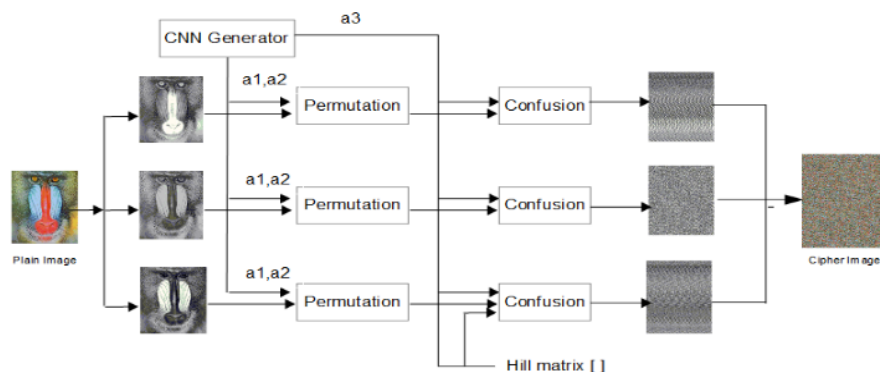 a3
CNN Generator
a1,a2
Permutation
Confusion
a1,a2
Permutation
Confusion
Plain Image
Cipher Image
a1,a2
Permutation
Confusion
Hill matrix [ ]